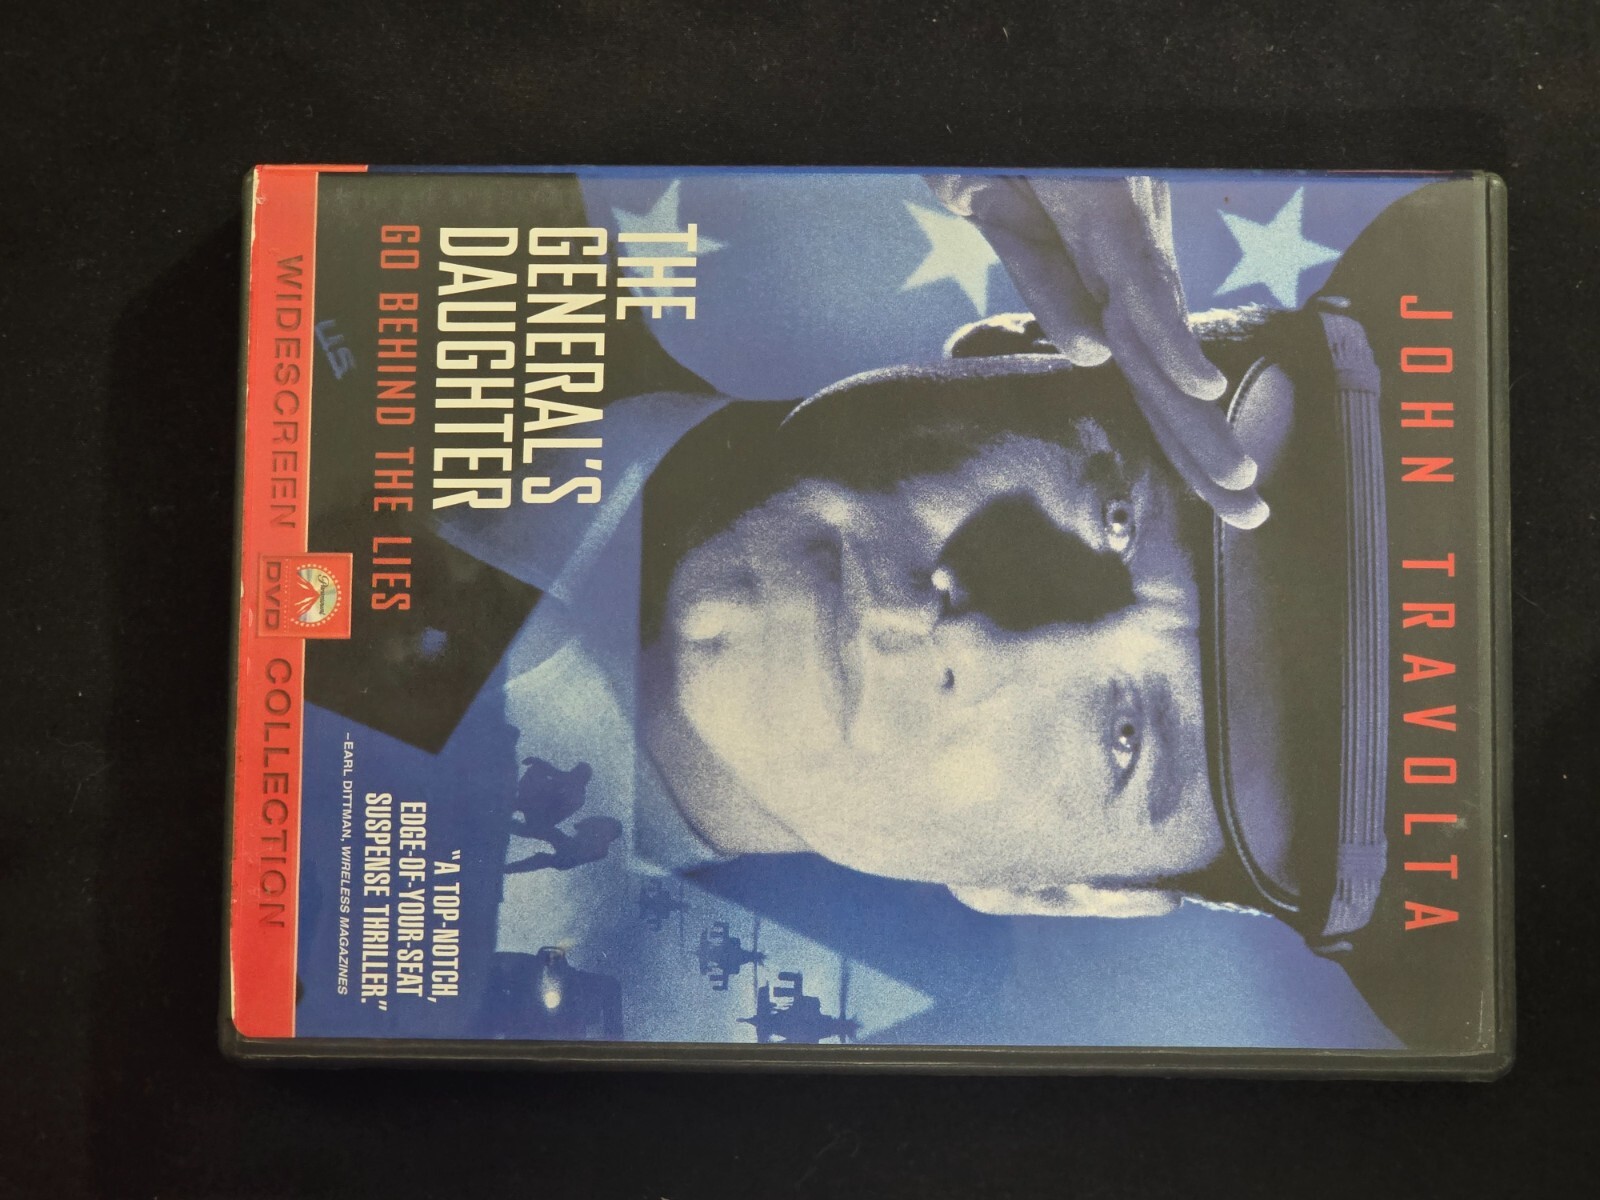 JOHN TRAVOLTA
THE
GENERAL'S
DAUGHTER
GO BEHIND THE LIES
U.S
"A TOP-NOTCH,
EDGE-OF-YOUR-SEAT
SUSPENSE THRILLER."
–EARL DITTMAN, WIRELESS MAGAZINES
Paramount
WIDESCREEN DVD COLLECTION